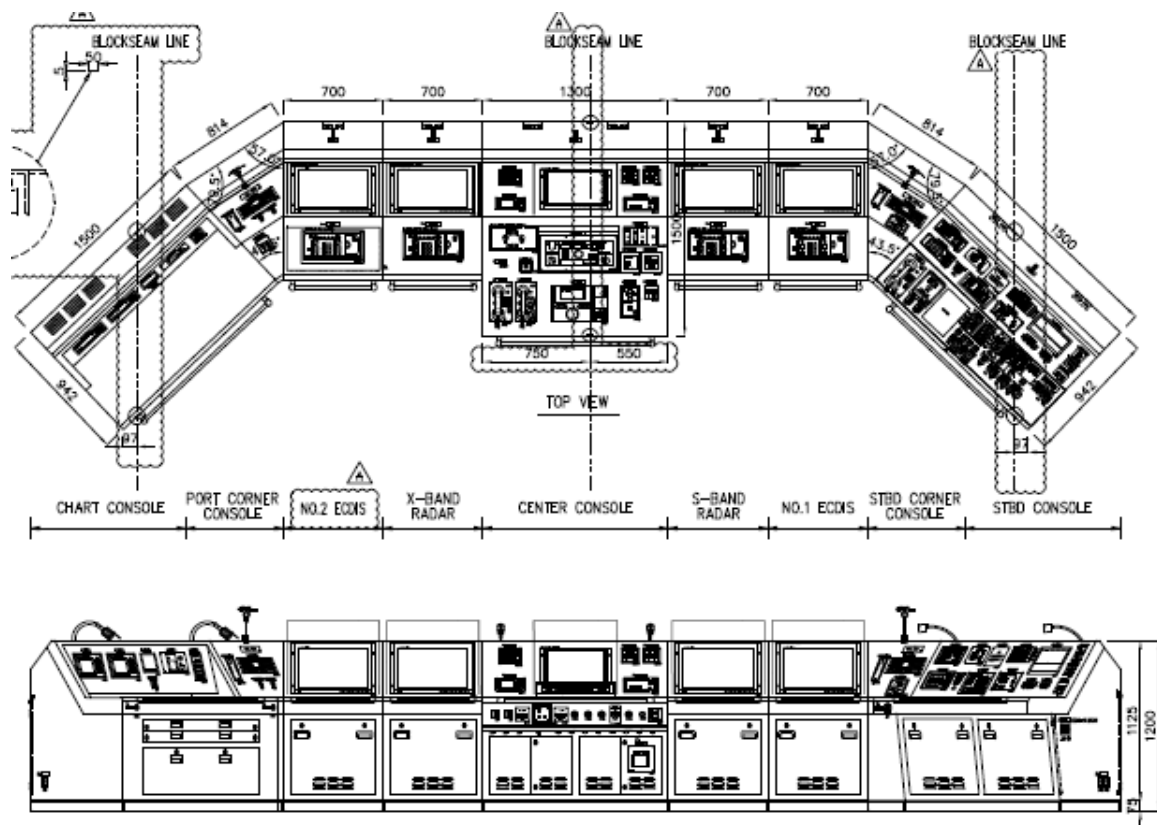 A
A
BLOCKSEAM LINE
BLOCKSEAM LINE
BLOCKSEAM LINE
A
50
5
700
700
1300
700
700
814
814
1500
1500
1500
43.5°
942
942
750
550
97
97
TOP VIEW
A
CHART CONSOLE
PORT CORNER
CONSOLE
NO.2 ECDIS
X-BAND
RADAR
CENTER CONSOLE
S-BAND
RADAR
NO.1 ECDIS
STBD CORNER
CONSOLE
STBD CONSOLE
1125
1200
75